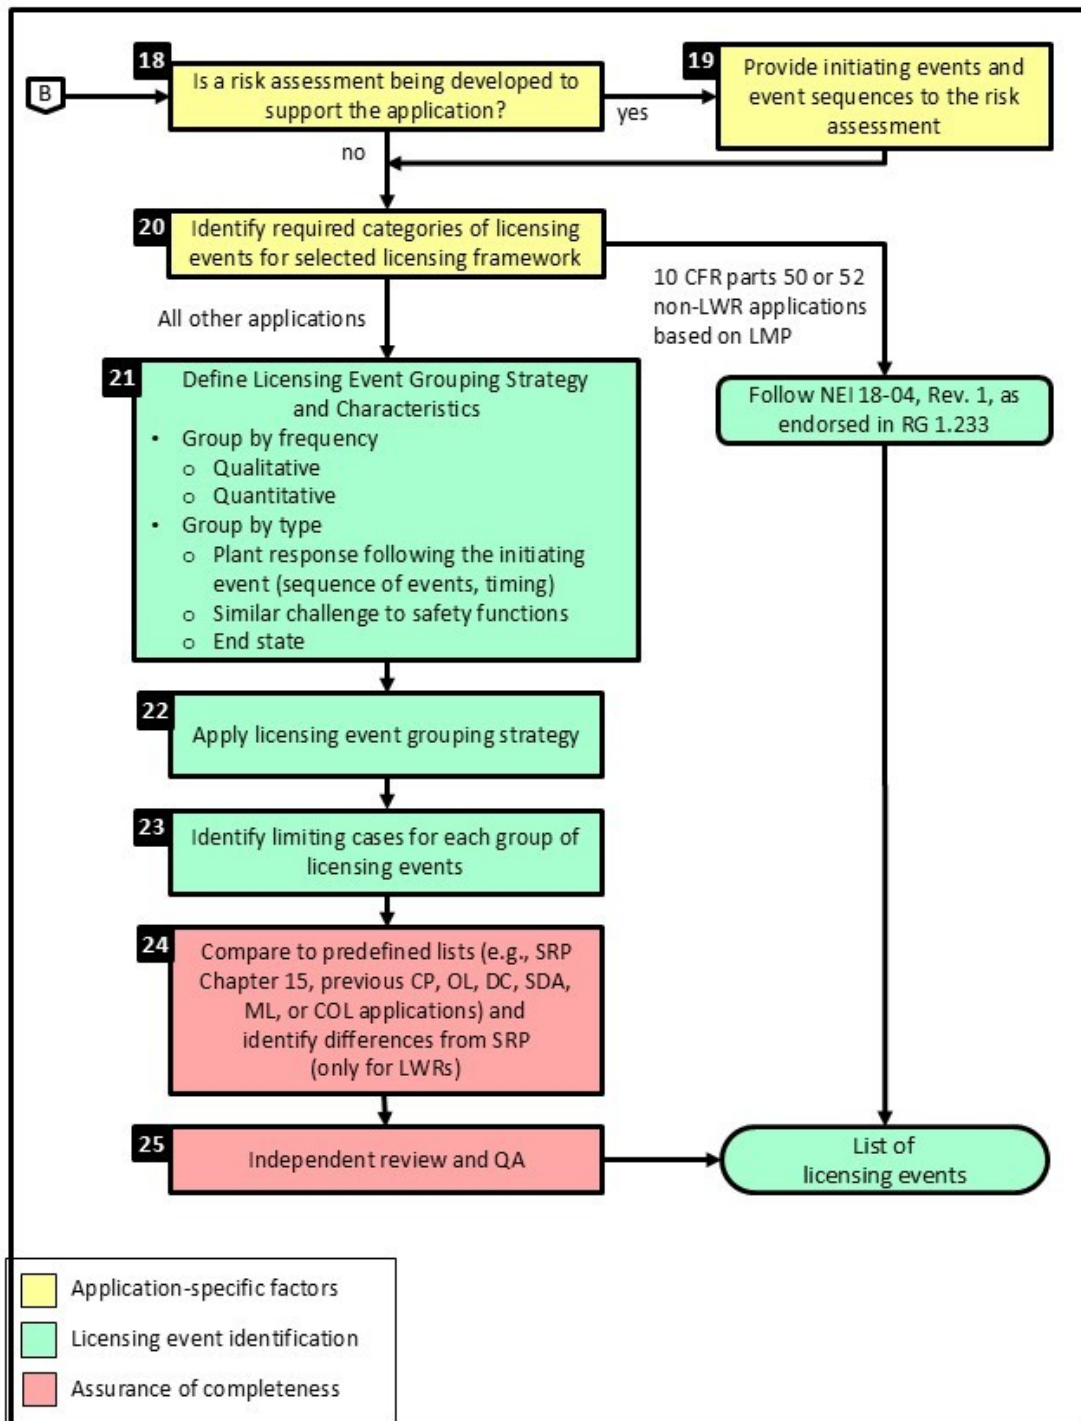 B
18
Is a risk assessment being developed to
support the application?
yes
no
19
Provide initiating events and
event sequences to the risk
assessment
20
Identify required categories of licensing
events for selected licensing framework
All other applications
10 CFR parts 50 or 52
non-LWR applications
based on LMP
21
Define Licensing Event Grouping Strategy
and Characteristics
• Group by frequency
o Qualitative
o Quantitative
• Group by type
o Plant response following the initiating
event (sequence of events, timing)
o Similar challenge to safety functions
o End state
Follow NEI 18-04, Rev. 1, as
endorsed in RG 1.233
22
Apply licensing event grouping strategy
23
Identify limiting cases for each group of
licensing events
24
Compare to predefined lists (e.g., SRP
Chapter 15, previous CP, OL, DC, SDA,
ML, or COL applications) and
identify differences from SRP
(only for LWRs)
25
Independent review and QA
List of
licensing events
Application-specific factors
Licensing event identification
Assurance of completeness